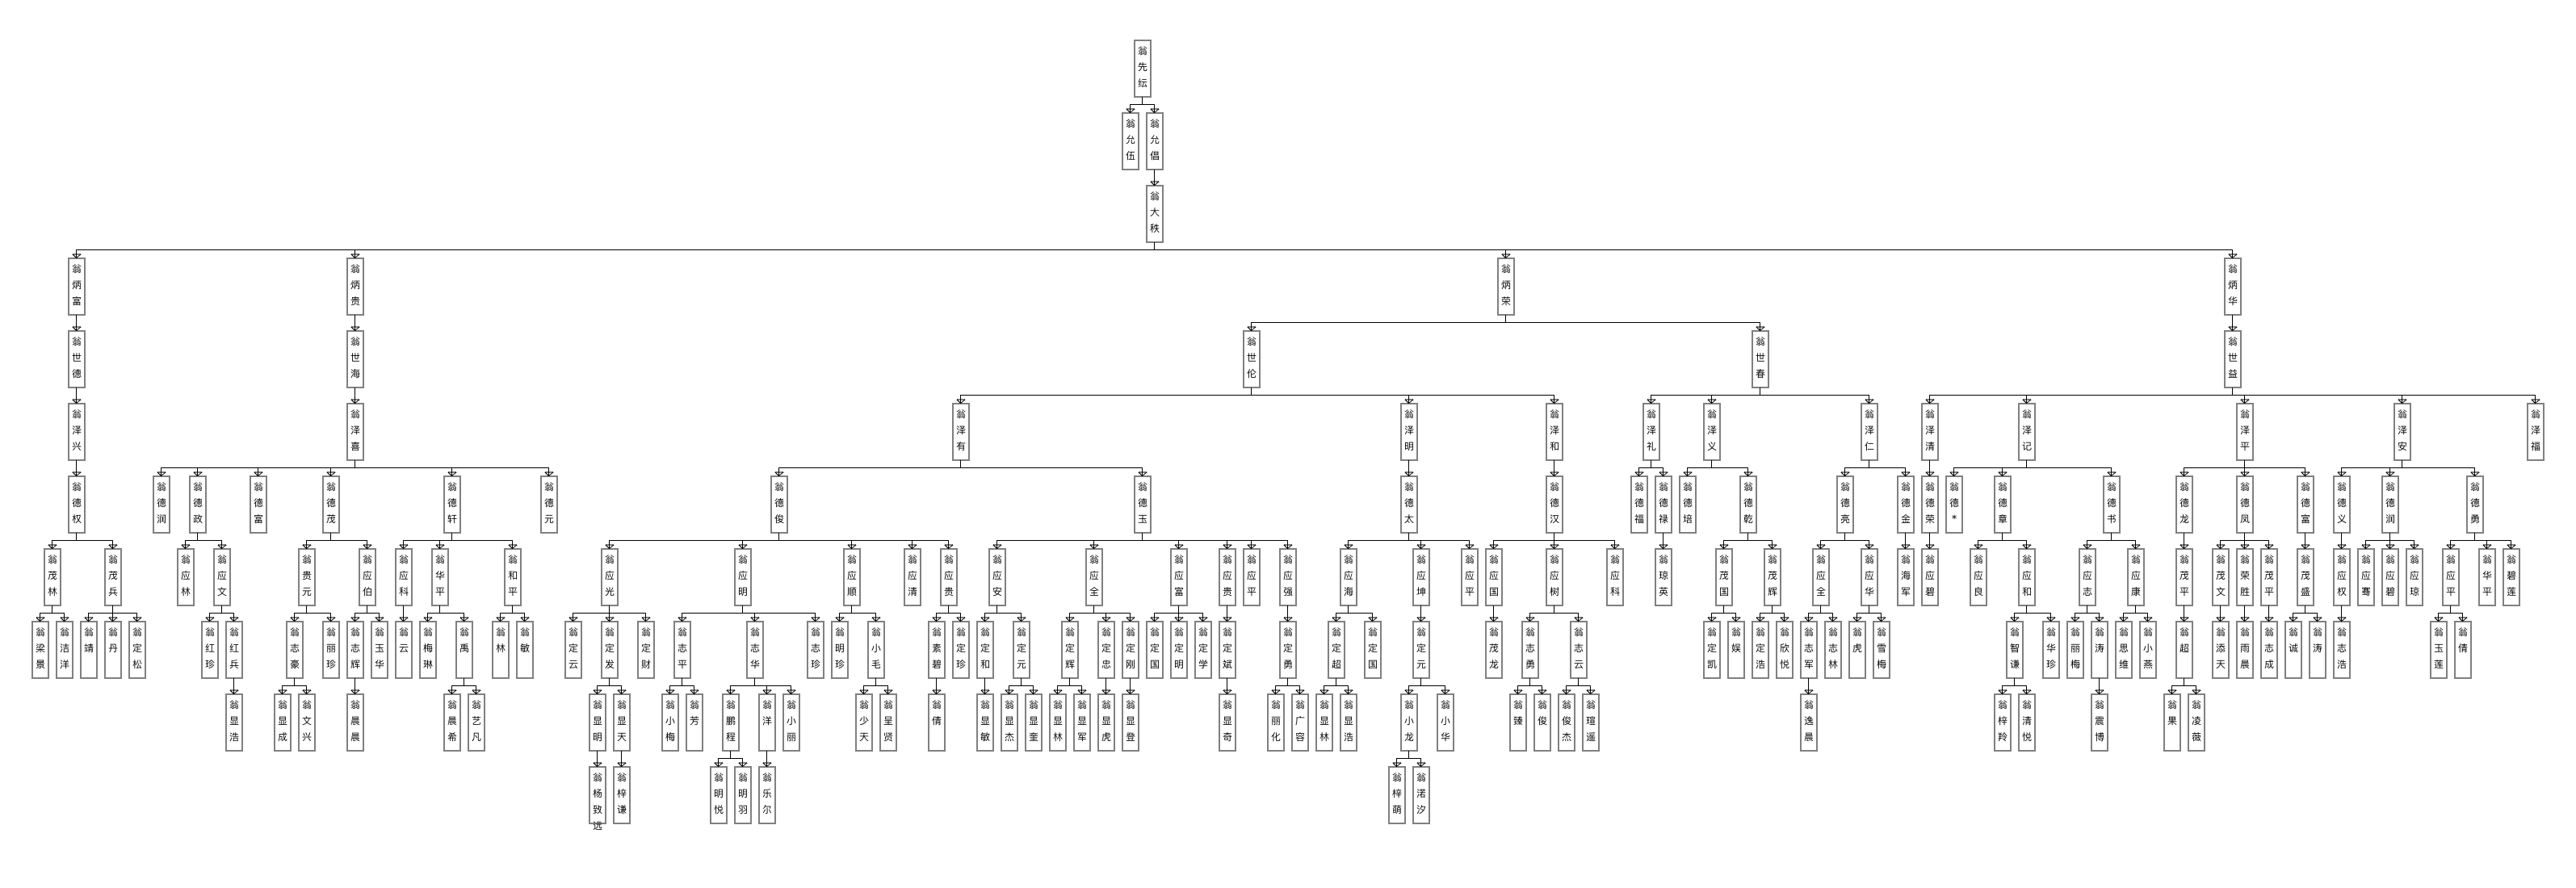 翁先纭
翁允伍
翁允倡
翁大秩
翁炳富
翁炳贵
翁炳荣
翁炳华
翁世德
翁世海
翁世伦
翁世春
翁世益
翁泽兴
翁泽喜
翁泽有
翁泽明
翁泽和
翁泽礼
翁泽义
翁泽仁
翁泽清
翁泽记
翁泽平
翁泽安
翁泽福
翁德权
翁德润
翁德政
翁德富
翁德茂
翁德轩
翁德元
翁德俊
翁德玉
翁德太
翁德汉
翁德福
翁德禄
翁德培
翁德乾
翁德亮
翁德金
翁德荣
翁德*
翁德章
翁德书
翁德龙
翁德凤
翁德富
翁德义
翁德润
翁德勇
翁茂林
翁茂兵
翁应林
翁应文
翁贵元
翁应伯
翁应科
翁华平
翁和平
翁应光
翁应明
翁应顺
翁应清
翁应贵
翁应安
翁应全
翁应富
翁应贵
翁应平
翁应强
翁应海
翁应坤
翁应平
翁应国
翁应树
翁应科
翁琼英
翁茂国
翁茂辉
翁应全
翁应华
翁海军
翁应碧
翁应良
翁应和
翁应志
翁应康
翁茂平
翁茂文
翁荣胜
翁茂平
翁茂盛
翁应权
翁应骞
翁应碧
翁应琼
翁应平
翁华平
翁碧莲
翁梁景
翁洁洋
翁靖
翁丹
翁定松
翁红珍
翁红兵
翁志豪
翁丽珍
翁志辉
翁玉华
翁云
翁梅琳
翁禹
翁林
翁敏
翁定云
翁定发
翁定财
翁志平
翁志华
翁志珍
翁明珍
翁小毛
翁素碧
翁定珍
翁定和
翁定元
翁定辉
翁定忠
翁定刚
翁定国
翁定明
翁定学
翁定斌
翁定勇
翁定超
翁定国
翁定元
翁茂龙
翁志勇
翁志云
翁定凯
翁娱
翁定浩
翁欣悦
翁志军
翁志林
翁虎
翁雪梅
翁智谦
翁华珍
翁丽梅
翁涛
翁思维
翁小燕
翁超
翁添天
翁雨晨
翁志成
翁诚
翁涛
翁志浩
翁玉莲
翁倩
翁显浩
翁显成
翁文兴
翁晨晨
翁晨希
翁艺凡
翁显明
翁显天
翁小梅
翁芳
翁鹏程
翁洋
翁小丽
翁少天
翁呈贤
翁倩
翁显敏
翁显杰
翁显奎
翁显林
翁显军
翁显虎
翁显登
翁显奇
翁丽化
翁广容
翁显林
翁显浩
翁小龙
翁小华
翁臻
翁俊
翁俊杰
翁瑄遥
翁逸晨
翁梓羚
翁清悦
翁震博
翁果
翁凌薇
翁杨致远
翁梓谦
翁明悦
翁明羽
翁乐尔
翁梓萌
翁渃汐